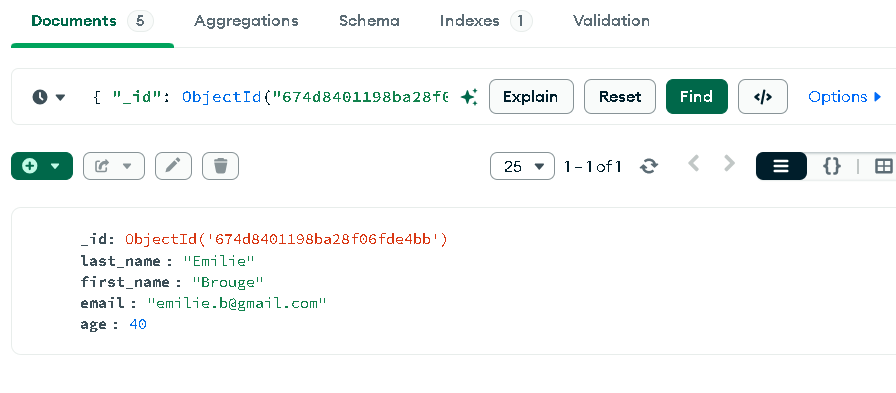 Documents 5 Aggregations Schema Indexes 1 Validation
{ "_id": ObjectId("674d8401198ba28f0 Explain Reset Find </> Options
25 1 – 1 of 1 {}
_id: ObjectId('674d8401198ba28f06fde4bb')
last_name : "Emilie"
first_name : "Brouge"
email : "emilie.b@gmail.com"
age : 40